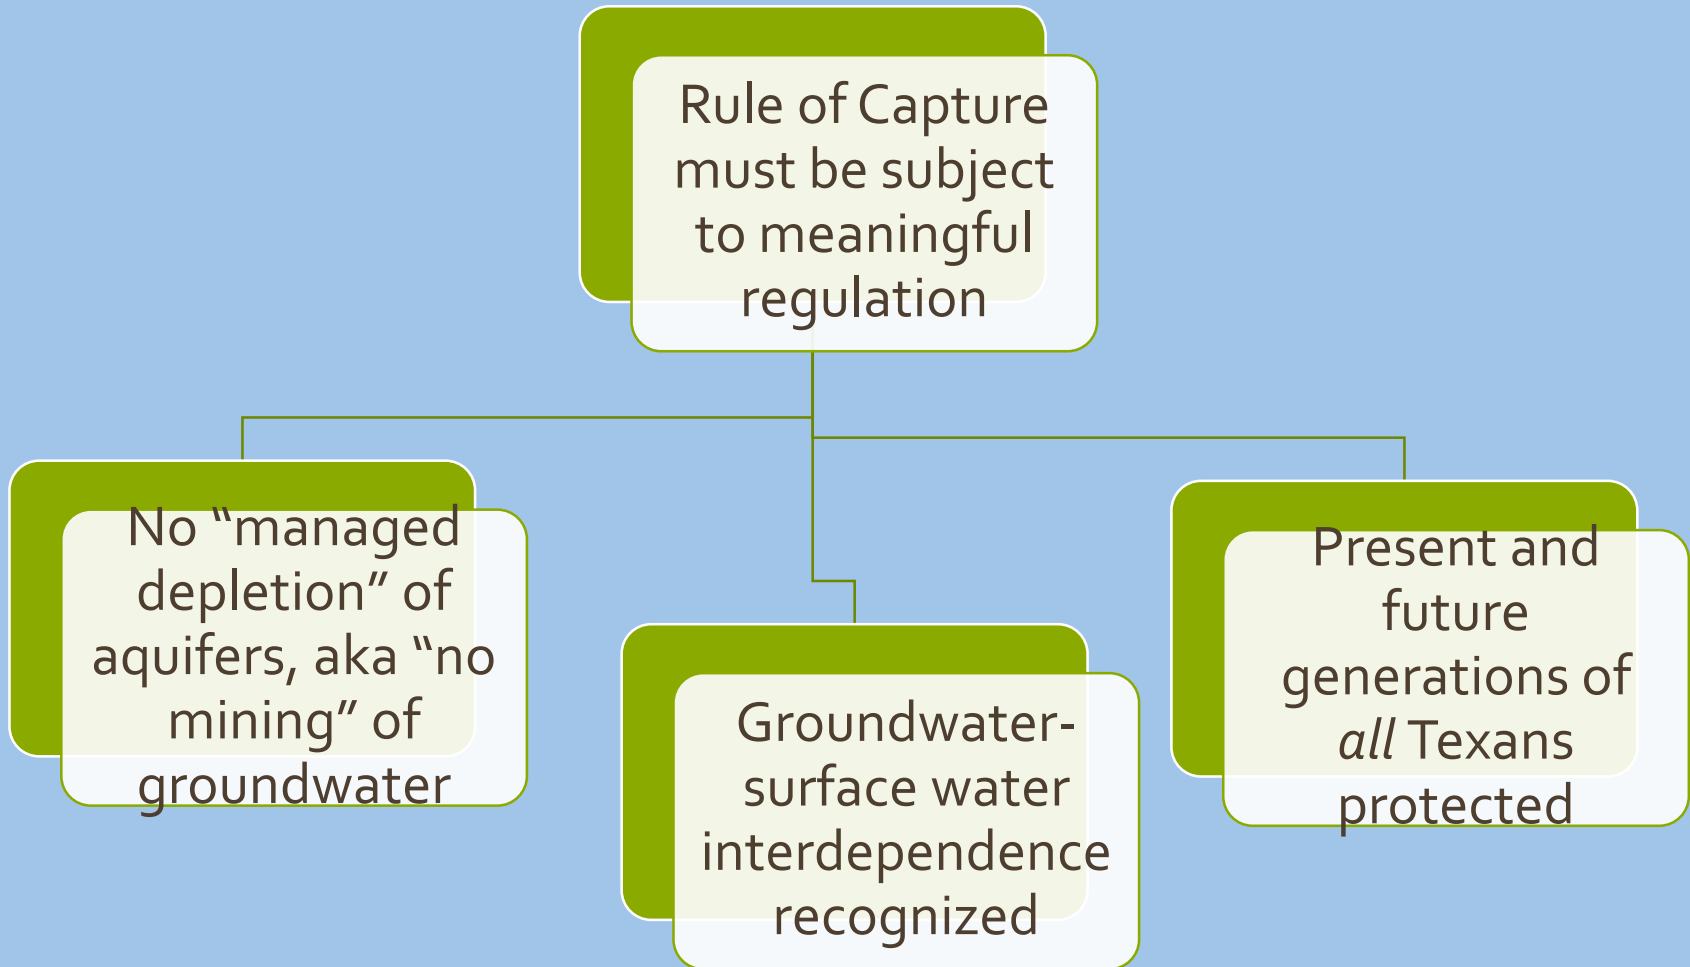 Rule of Capture
must be subject
to meaningful
regulation
No “managed
depletion” of
aquifers, aka “no
mining” of
groundwater
Groundwater-
surface water
interdependence
recognized
Present and
future
generations of
all Texans
protected